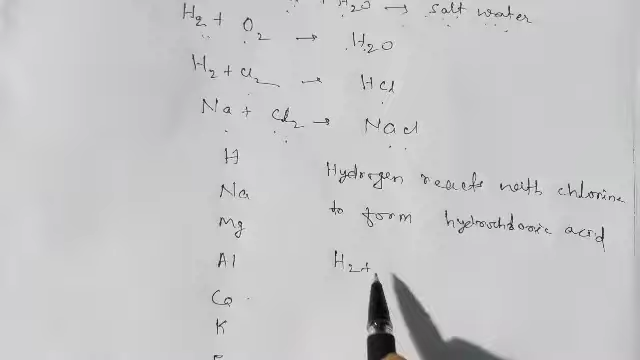 H2O → salt water
H2 + O2 → H2O
H2 + Cl2 → HCl
Na + Cl2 → NaCl
H
Na
Mg
Al
Ca
K
Hydrogen reacts with chlorine
to form hydrochloric acid
H2+